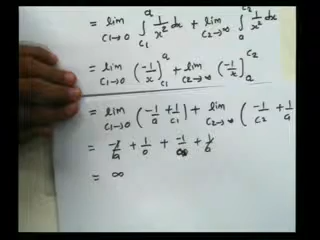 = lim_{C₁→0} ∫_{C₁}^{a} 1/x² dx + lim_{C₂→∞} ∫_{0}^{C₂} 1/x² dx
= lim_{C₁→0} (-1/x)_{C₁}^{a} + lim_{C₂→∞} (-1/x)_{a}^{C₂}
= lim_{C₁→0} (-1/a + 1/C₁) + lim_{C₂→∞} (-1/C₂ + 1/a
= -1/a + 1/0 + -1/∞ + 1/a
= ∞